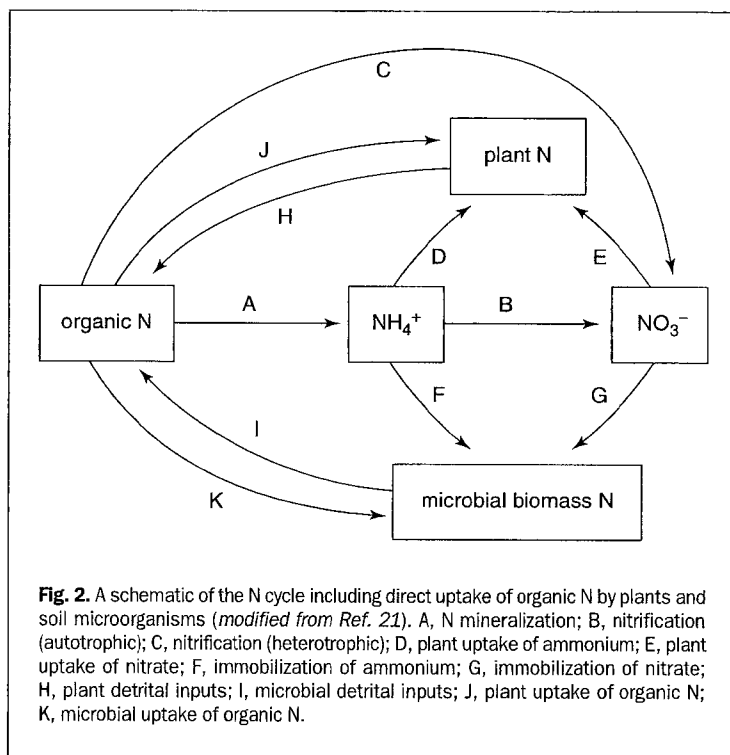 C
J
plant N
H
D
E
organic N
A
NH₄⁺
B
NO₃⁻
F
G
I
K
microbial biomass N
Fig. 2. A schematic of the N cycle including direct uptake of organic N by plants and
soil microorganisms (modified from Ref. 21). A, N mineralization; B, nitrification
(autotrophic); C, nitrification (heterotrophic); D, plant uptake of ammonium; E, plant
uptake of nitrate; F, immobilization of ammonium; G, immobilization of nitrate;
H, plant detrital inputs; I, microbial detrital inputs; J, plant uptake of organic N;
K, microbial uptake of organic N.